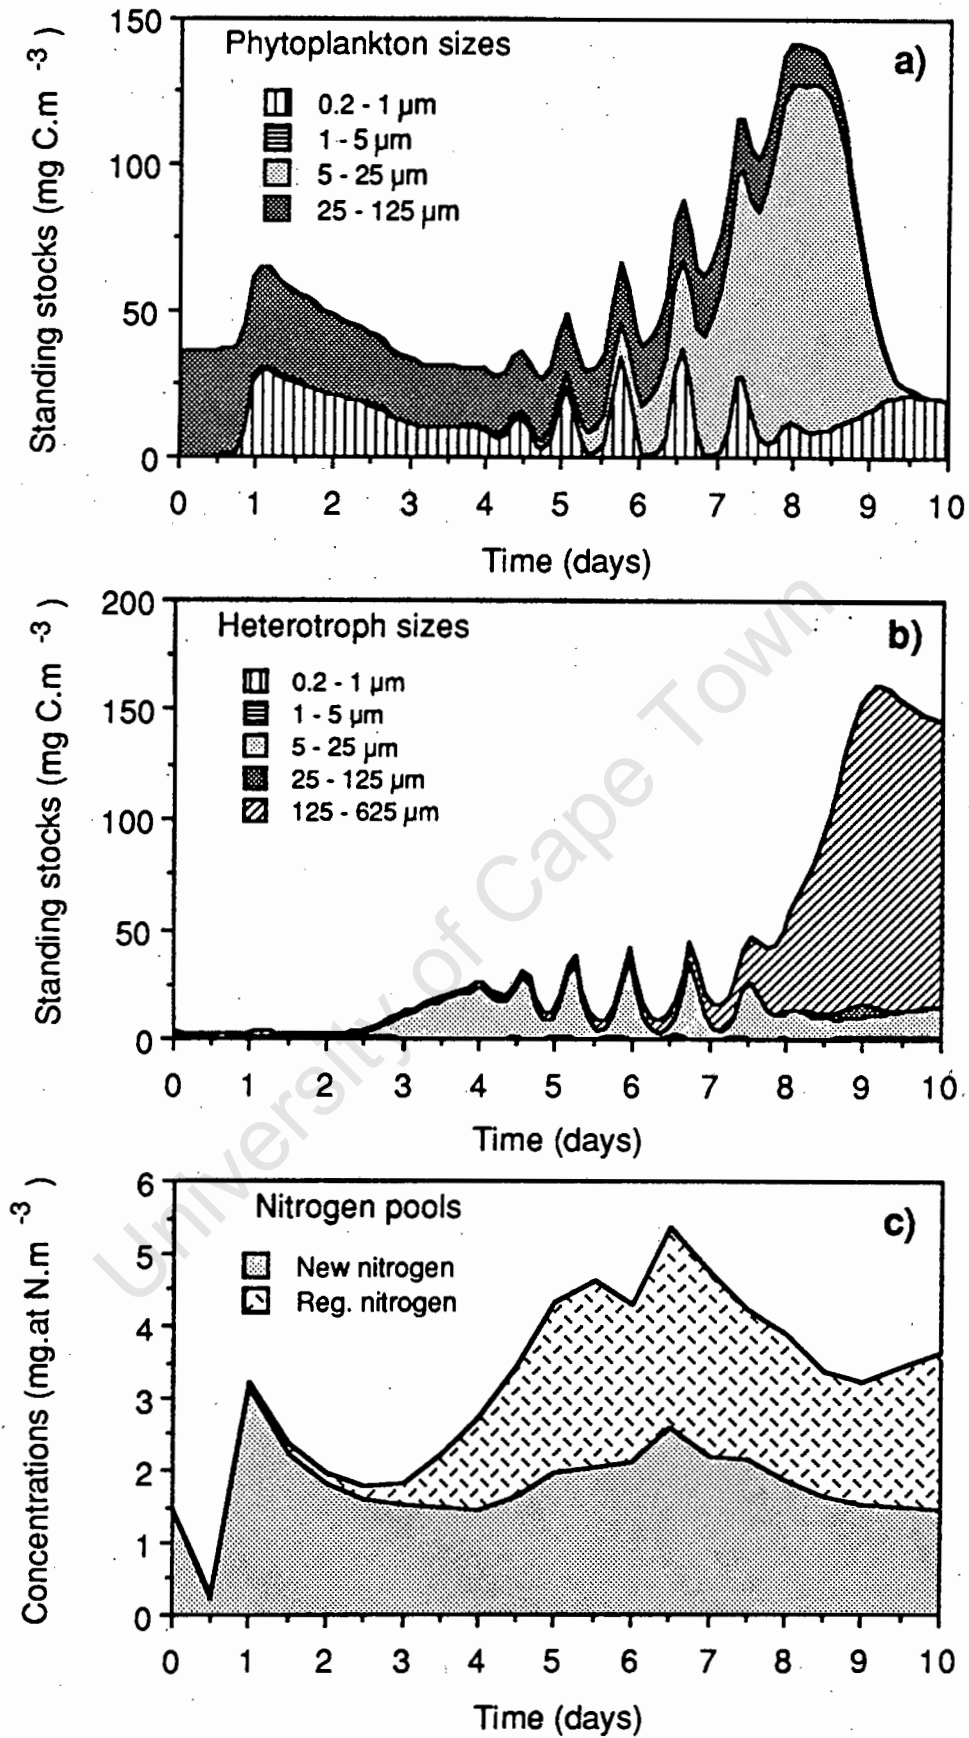 150
100
50
0
Standing stocks (mg C.m -3 )
Phytoplankton sizes
a)
0.2 - 1 µm
1 - 5 µm
5 - 25 µm
25 - 125 µm
0 1 2 3 4 5 6 7 8 9 10
Time (days)
200
150
100
50
0
Standing stocks (mg C.m -3 )
Heterotroph sizes
b)
0.2 - 1 µm
1 - 5 µm
5 - 25 µm
25 - 125 µm
125 - 625 µm
0 1 2 3 4 5 6 7 8 9 10
Time (days)
6
5
4
3
2
1
0
Concentrations (mg.at N.m -3 )
Nitrogen pools
c)
New nitrogen
Reg. nitrogen
0 1 2 3 4 5 6 7 8 9 10
Time (days)
University of Cape Town